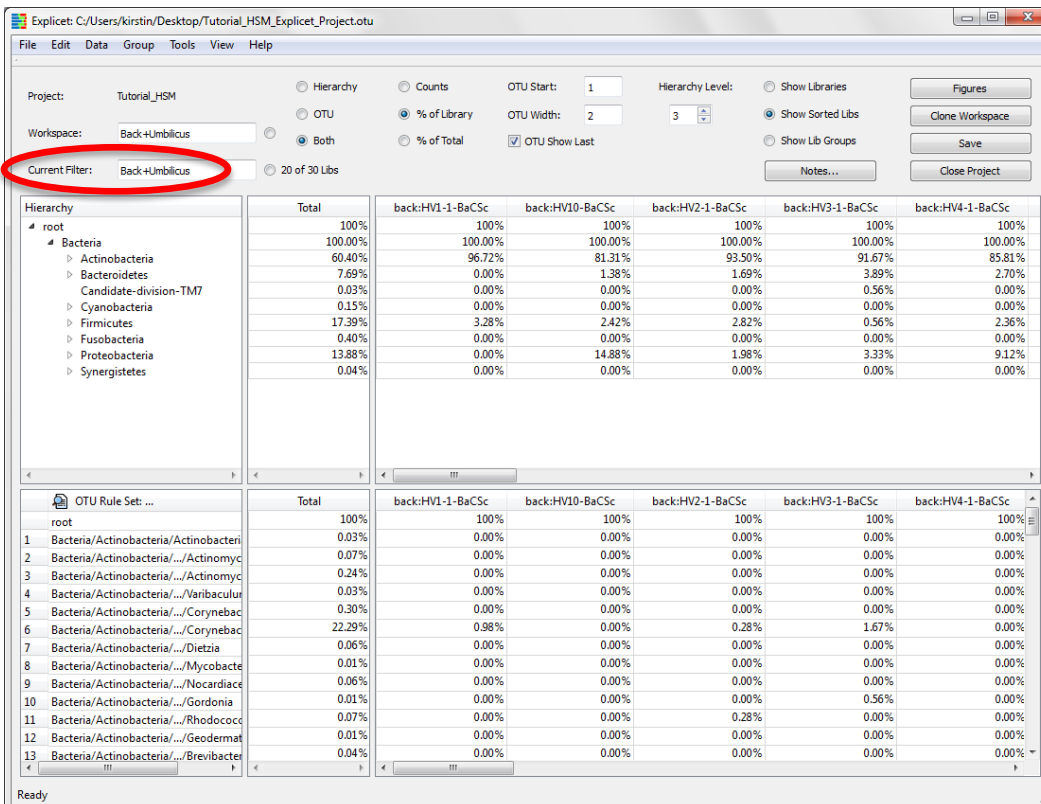 Explicet: C:/Users/kirstin/Desktop/Tutorial_HSM_Explicet_Project.otu
File Edit Data Group Tools View Help
Project: Tutorial_HSM Hierarchy Counts OTU Start: 1 Hierarchy Level: Show Libraries Figures
OTU % of Library OTU Width: 2 3 Show Sorted Libs Clone Workspace
Workspace: Back+Umbilicus Both % of Total OTU Show Last Show Lib Groups Save
Current Filter: Back+Umbilicus 20 of 30 Libs Notes... Close Project
Hierarchy Total back:HV1-1-BaCSc back:HV10-BaCSc back:HV2-1-BaCSc back:HV3-1-BaCSc back:HV4-1-BaCSc
root 100% 100% 100% 100% 100% 100%
Bacteria 100.00% 100.00% 100.00% 100.00% 100.00% 100.00%
Actinobacteria 60.40% 96.72% 81.31% 93.50% 91.67% 85.81%
Bacteroidetes 7.69% 0.00% 1.38% 1.69% 3.89% 2.70%
Candidate-division-TM7 0.03% 0.00% 0.00% 0.00% 0.56% 0.00%
Cyanobacteria 0.15% 0.00% 0.00% 0.00% 0.00% 0.00%
Firmicutes 17.39% 3.28% 2.42% 2.82% 0.56% 2.36%
Fusobacteria 0.40% 0.00% 0.00% 0.00% 0.00% 0.00%
Proteobacteria 13.88% 0.00% 14.88% 1.98% 3.33% 9.12%
Synergistetes 0.04% 0.00% 0.00% 0.00% 0.00% 0.00%
OTU Rule Set: ... Total back:HV1-1-BaCSc back:HV10-BaCSc back:HV2-1-BaCSc back:HV3-1-BaCSc back:HV4-1-BaCSc
root 100% 100% 100% 100% 100% 100%
1 Bacteria/Actinobacteria/Actinobacteri 0.03% 0.00% 0.00% 0.00% 0.00% 0.00%
2 Bacteria/Actinobacteria/.../Actinomyc 0.07% 0.00% 0.00% 0.00% 0.00% 0.00%
3 Bacteria/Actinobacteria/.../Actinomyc 0.24% 0.00% 0.00% 0.00% 0.00% 0.00%
4 Bacteria/Actinobacteria/.../Varibaculur 0.03% 0.00% 0.00% 0.00% 0.00% 0.00%
5 Bacteria/Actinobacteria/.../Corynebac 0.30% 0.00% 0.00% 0.00% 0.00% 0.00%
6 Bacteria/Actinobacteria/.../Corynebac 22.29% 0.98% 0.00% 0.28% 1.67% 0.00%
7 Bacteria/Actinobacteria/.../Dietzia 0.06% 0.00% 0.00% 0.00% 0.00% 0.00%
8 Bacteria/Actinobacteria/.../Mycobacte 0.01% 0.00% 0.00% 0.00% 0.00% 0.00%
9 Bacteria/Actinobacteria/.../Nocardiace 0.06% 0.00% 0.00% 0.00% 0.00% 0.00%
10 Bacteria/Actinobacteria/.../Gordonia 0.01% 0.00% 0.00% 0.00% 0.56% 0.00%
11 Bacteria/Actinobacteria/.../Rhodococc 0.07% 0.00% 0.00% 0.28% 0.00% 0.00%
12 Bacteria/Actinobacteria/.../Geodermat 0.01% 0.00% 0.00% 0.00% 0.00% 0.00%
13 Bacteria/Actinobacteria/.../Brevibacter 0.04% 0.00% 0.00% 0.00% 0.00% 0.00%
Ready